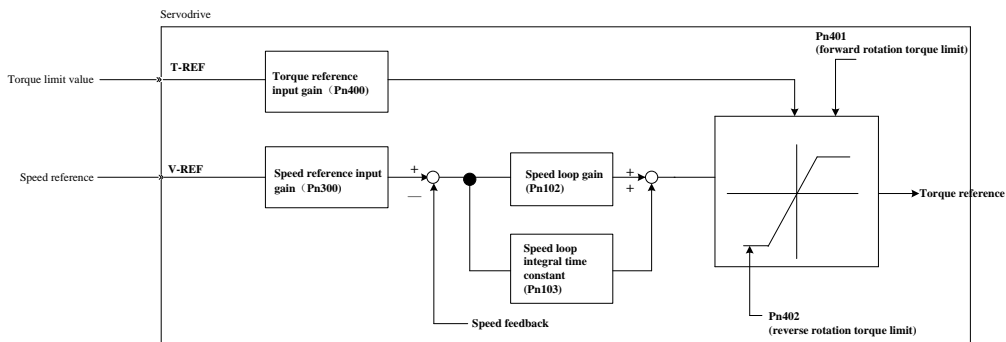 Servodrive
Pn401
(forward rotation torque limit)
T-REF
Torque limit value
Torque reference
input gain（Pn400)
V-REF
Speed reference
Speed reference input
gain（Pn300)
+
—
Speed loop gain
(Pn102)
+
+
Torque reference
Speed loop
integral time
constant
(Pn103)
Speed feedback
Pn402
(reverse rotation torque limit)